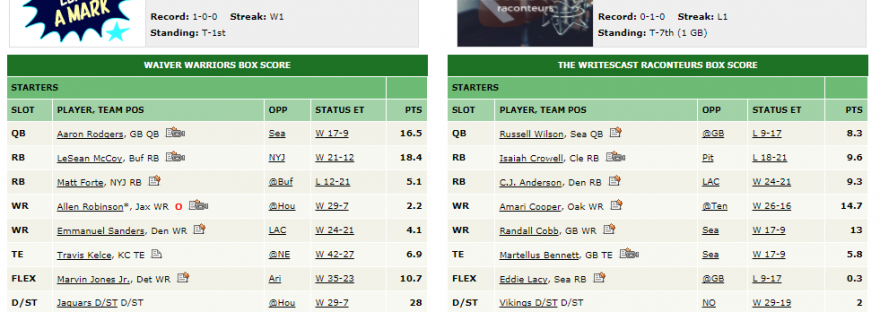 A MARK
Record: 1-0-0 Streak: W1
Standing: T-1st
raconteurs
Record: 0-1-0 Streak: L1
Standing: T-7th (1 GB)
WAIVER WARRIORS BOX SCORE
STARTERS
SLOT PLAYER, TEAM POS OPP STATUS ET PTS
QB Aaron Rodgers, GB QB Sea W 17-9 16.5
RB LeSean McCoy, Buf RB NYJ W 21-12 18.4
RB Matt Forte, NYJ RB @Buf L 12-21 5.1
WR Allen Robinson*, Jax WR O @Hou W 29-7 2.2
WR Emmanuel Sanders, Den WR LAC W 24-21 4.1
TE Travis Kelce, KC TE @NE W 42-27 6.9
FLEX Marvin Jones Jr., Det WR Ari W 35-23 10.7
D/ST Jaguars D/ST D/ST @Hou W 29-7 28
THE WRITESCAST RACONTEURS BOX SCORE
STARTERS
SLOT PLAYER, TEAM POS OPP STATUS ET PTS
QB Russell Wilson, Sea QB @GB L 9-17 8.3
RB Isaiah Crowell, Cle RB Pit L 18-21 9.6
RB C.J. Anderson, Den RB LAC W 24-21 9.3
WR Amari Cooper, Oak WR @Ten W 26-16 14.7
WR Randall Cobb, GB WR Sea W 17-9 13
TE Martellus Bennett, GB TE Sea W 17-9 5.8
FLEX Eddie Lacy, Sea RB @GB L 9-17 0.3
D/ST Vikings D/ST D/ST NO W 29-19 2